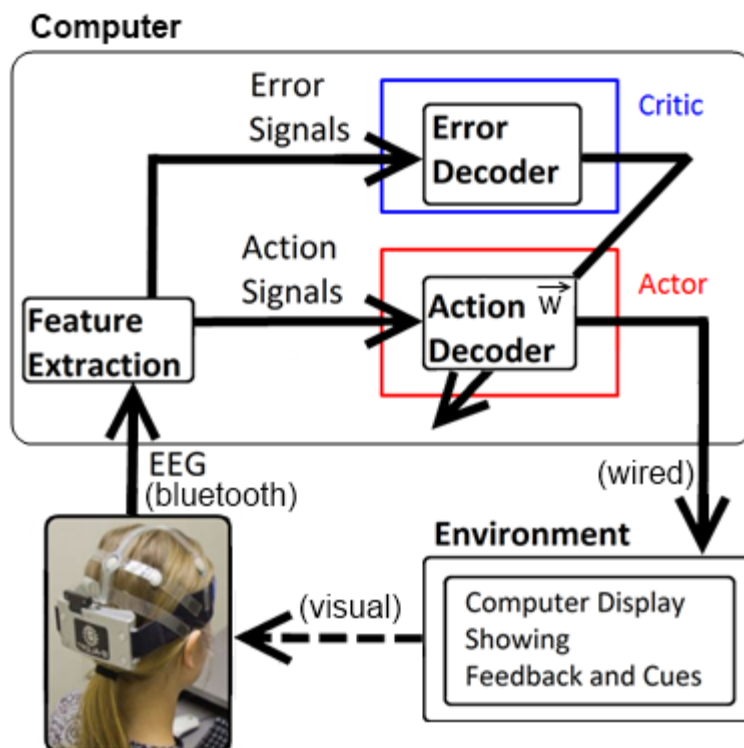 Computer
Error
Signals
Error
Decoder
Critic
Action
Signals
Action W
Decoder
Actor
Feature
Extraction
EEG
(bluetooth)
(wired)
Environment
(visual)
Computer Display
Showing
Feedback and Cues